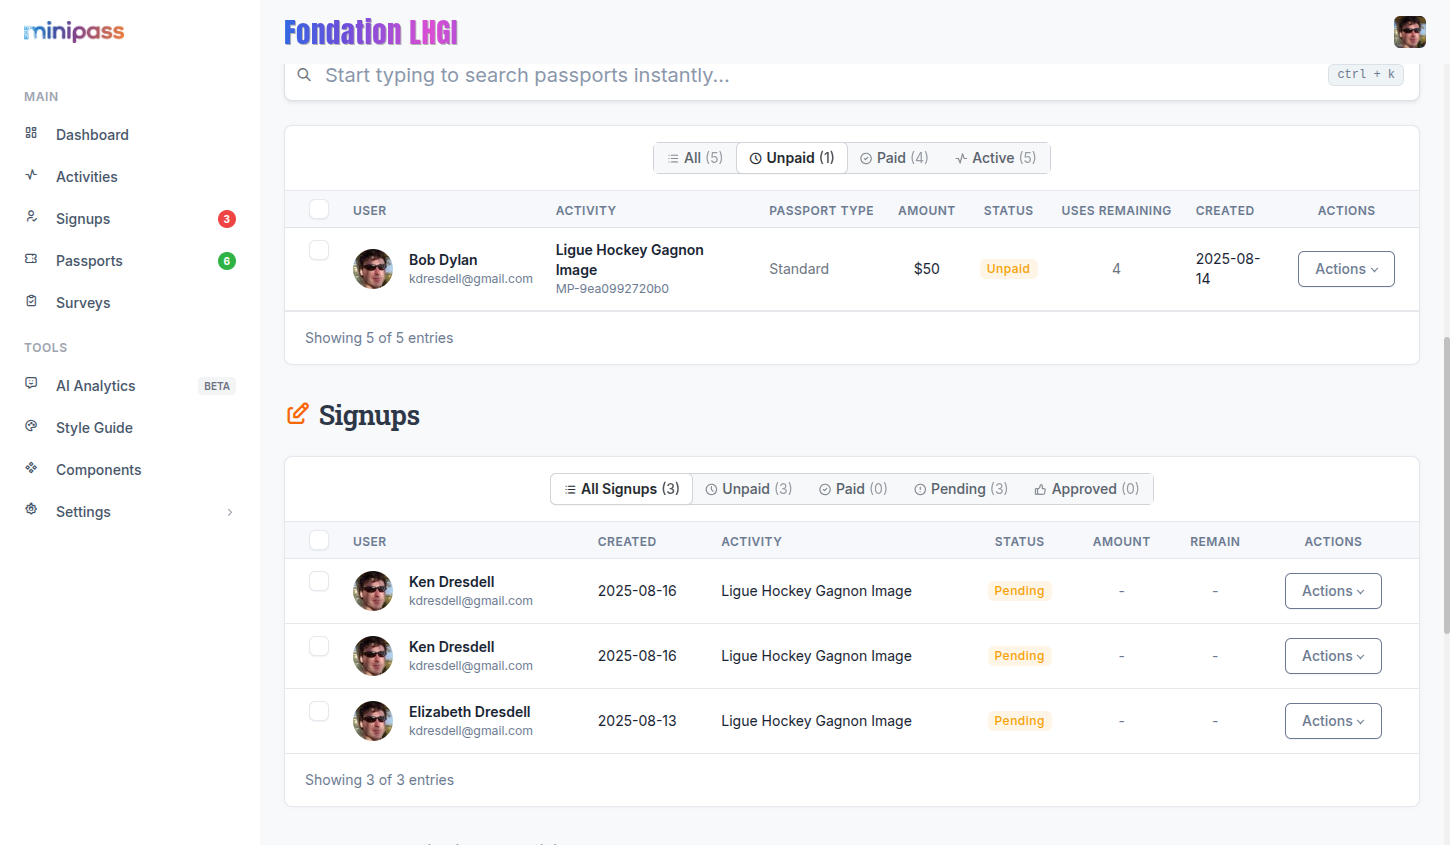 minipass
Fondation LHGI
Start typing to search passports instantly...
ctrl + k
MAIN
Dashboard
Activities
Signups 3
Passports 6
Surveys
TOOLS
AI Analytics BETA
Style Guide
Components
Settings
All (5) Unpaid (1) Paid (4) Active (5)
USER ACTIVITY PASSPORT TYPE AMOUNT STATUS USES REMAINING CREATED ACTIONS
Bob Dylan
kdresdell@gmail.com
Ligue Hockey Gagnon
Image
MP-9ea0992720b0
Standard
$50
Unpaid
4
2025-08-
14
Actions
Showing 5 of 5 entries
Signups
All Signups (3) Unpaid (3) Paid (0) Pending (3) Approved (0)
USER CREATED ACTIVITY STATUS AMOUNT REMAIN ACTIONS
Ken Dresdell
kdresdell@gmail.com
2025-08-16 Ligue Hockey Gagnon Image Pending - - Actions
Ken Dresdell
kdresdell@gmail.com
2025-08-16 Ligue Hockey Gagnon Image Pending - - Actions
Elizabeth Dresdell
kdresdell@gmail.com
2025-08-13 Ligue Hockey Gagnon Image Pending - - Actions
Showing 3 of 3 entries